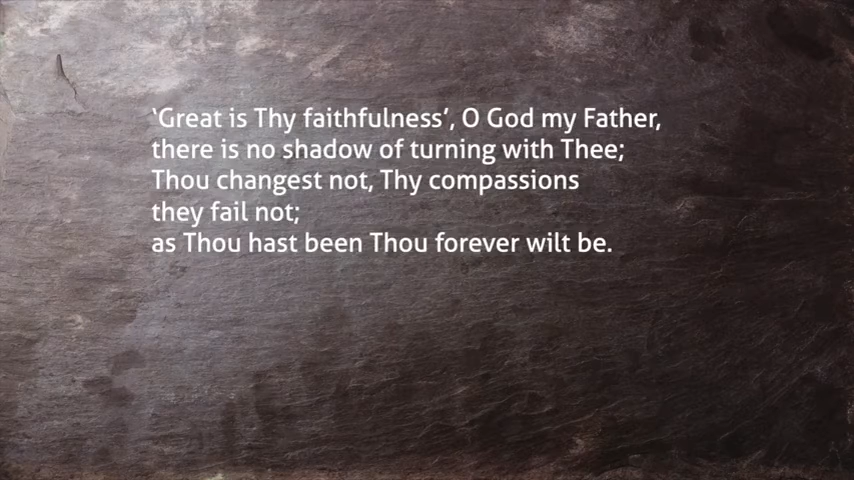 ‘Great is Thy faithfulness’, O God my Father,
there is no shadow of turning with Thee;
Thou changest not, Thy compassions
they fail not;
as Thou hast been Thou forever wilt be.